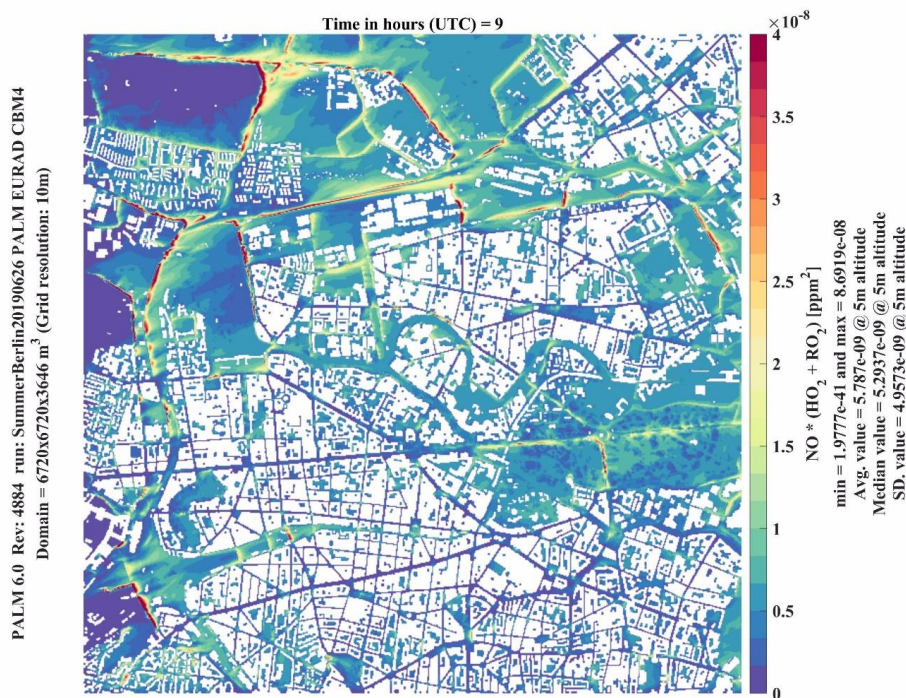 Time in hours (UTC) = 9
×10⁻⁸
PALM 6.0 Rev: 4884 run: SummerBerlin20190626 PALM EURAD CBM4
Domain = 6720x6720x3646 m³ (Grid resolution: 10m)
4
3.5
3
2.5
2
1.5
1
0.5
0
NO * (HO₂ + RO₂) [ppm²]
min = 1.9777e-41 and max = 8.6919e-08
Avg. value = 5.787e-09 @ 5m altitude
Median value = 5.2937e-09 @ 5m altitude
SD. value = 4.9573e-09 @ 5m altitude